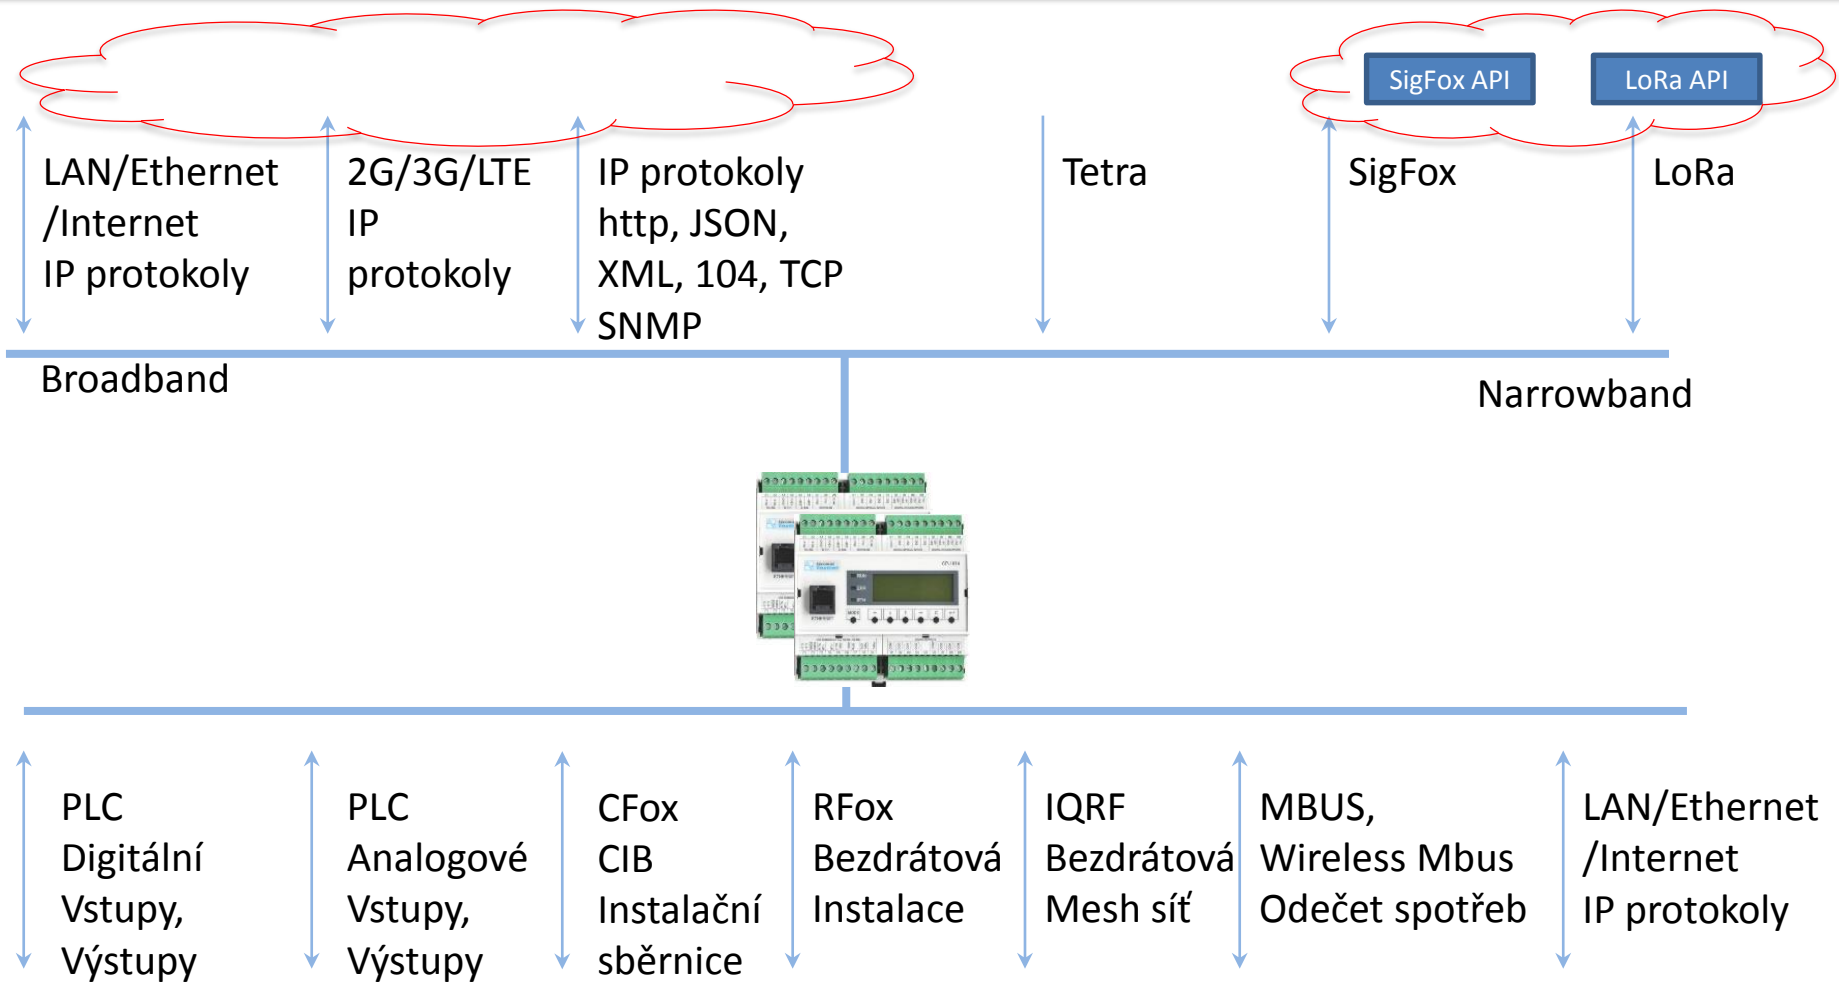 SigFox API
LoRa API
LAN/Ethernet
/Internet
IP protokoly
2G/3G/LTE
IP
protokoly
IP protokoly
http, JSON,
XML, 104, TCP
SNMP
Tetra
SigFox
LoRa
Broadband
Narrowband
PLC
Digitální
Vstupy,
Výstupy
PLC
Analogové
Vstupy,
Výstupy
CFox
CIB
Instalační
sběrnice
RFox
Bezdrátová
Instalace
IQRF
Bezdrátová
Mesh síť
MBUS,
Wireless Mbus
Odečet spotřeb
LAN/Ethernet
/Internet
IP protokoly